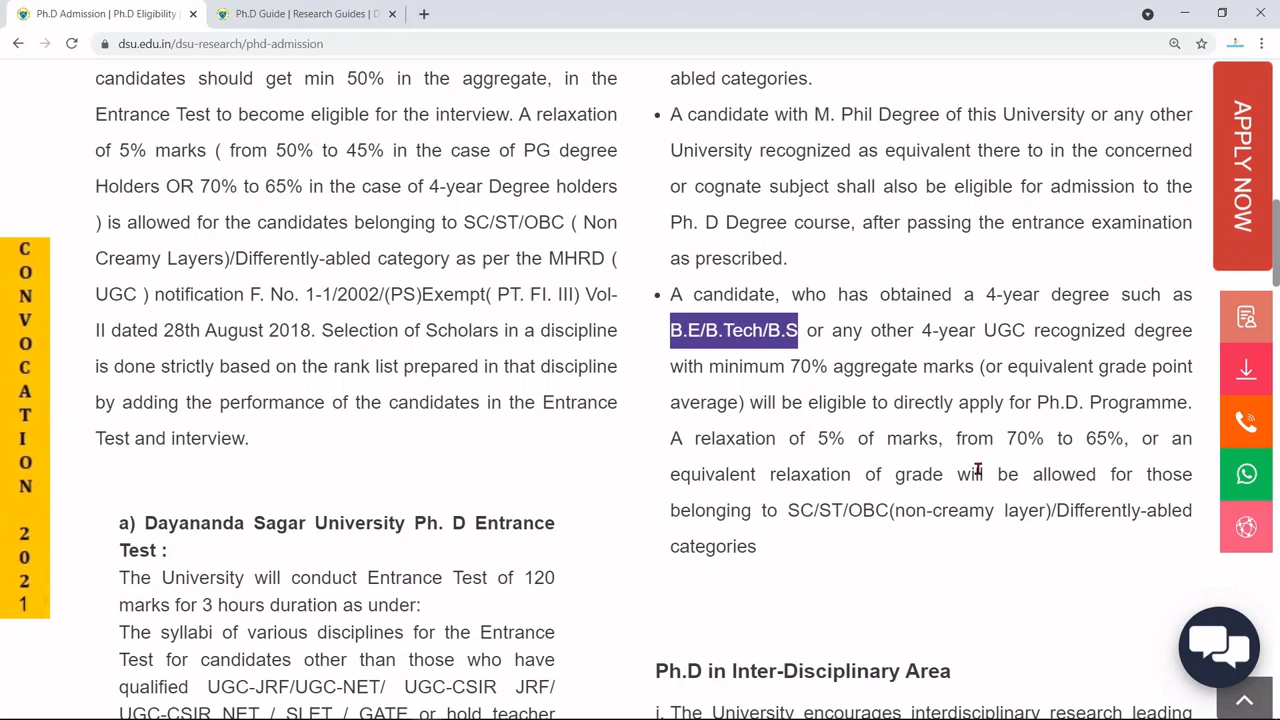 Ph.D Admission | Ph.D Eligibility
Ph.D Guide | Research Guides | D
dsu.edu.in/dsu-research/phd-admission
candidates should get min 50% in the aggregate, in the
Entrance Test to become eligible for the interview. A relaxation
of 5% marks ( from 50% to 45% in the case of PG degree
Holders OR 70% to 65% in the case of 4-year Degree holders
) is allowed for the candidates belonging to SC/ST/OBC ( Non
Creamy Layers)/Differently-abled category as per the MHRD (
UGC ) notification F. No. 1-1/2002/(PS)Exempt( PT. FI. III) Vol-
II dated 28th August 2018. Selection of Scholars in a discipline
is done strictly based on the rank list prepared in that discipline
by adding the performance of the candidates in the Entrance
Test and interview.
a) Dayananda Sagar University Ph. D Entrance
Test :
The University will conduct Entrance Test of 120
marks for 3 hours duration as under:
The syllabi of various disciplines for the Entrance
Test for candidates other than those who have
qualified UGC-JRF/UGC-NET/ UGC-CSIR JRF/
UGC-CSIR NET / SLET / GATE or hold teacher
abled categories.
• A candidate with M. Phil Degree of this University or any other
University recognized as equivalent there to in the concerned
or cognate subject shall also be eligible for admission to the
Ph. D Degree course, after passing the entrance examination
as prescribed.
• A candidate, who has obtained a 4-year degree such as
B.E/B.Tech/B.S or any other 4-year UGC recognized degree
with minimum 70% aggregate marks (or equivalent grade point
average) will be eligible to directly apply for Ph.D. Programme.
A relaxation of 5% of marks, from 70% to 65%, or an
equivalent relaxation of grade will be allowed for those
belonging to SC/ST/OBC(non-creamy layer)/Differently-abled
categories
Ph.D in Inter-Disciplinary Area
i. The University encourages interdisciplinary research leading
CONVOCATION 2021
APPLY NOW